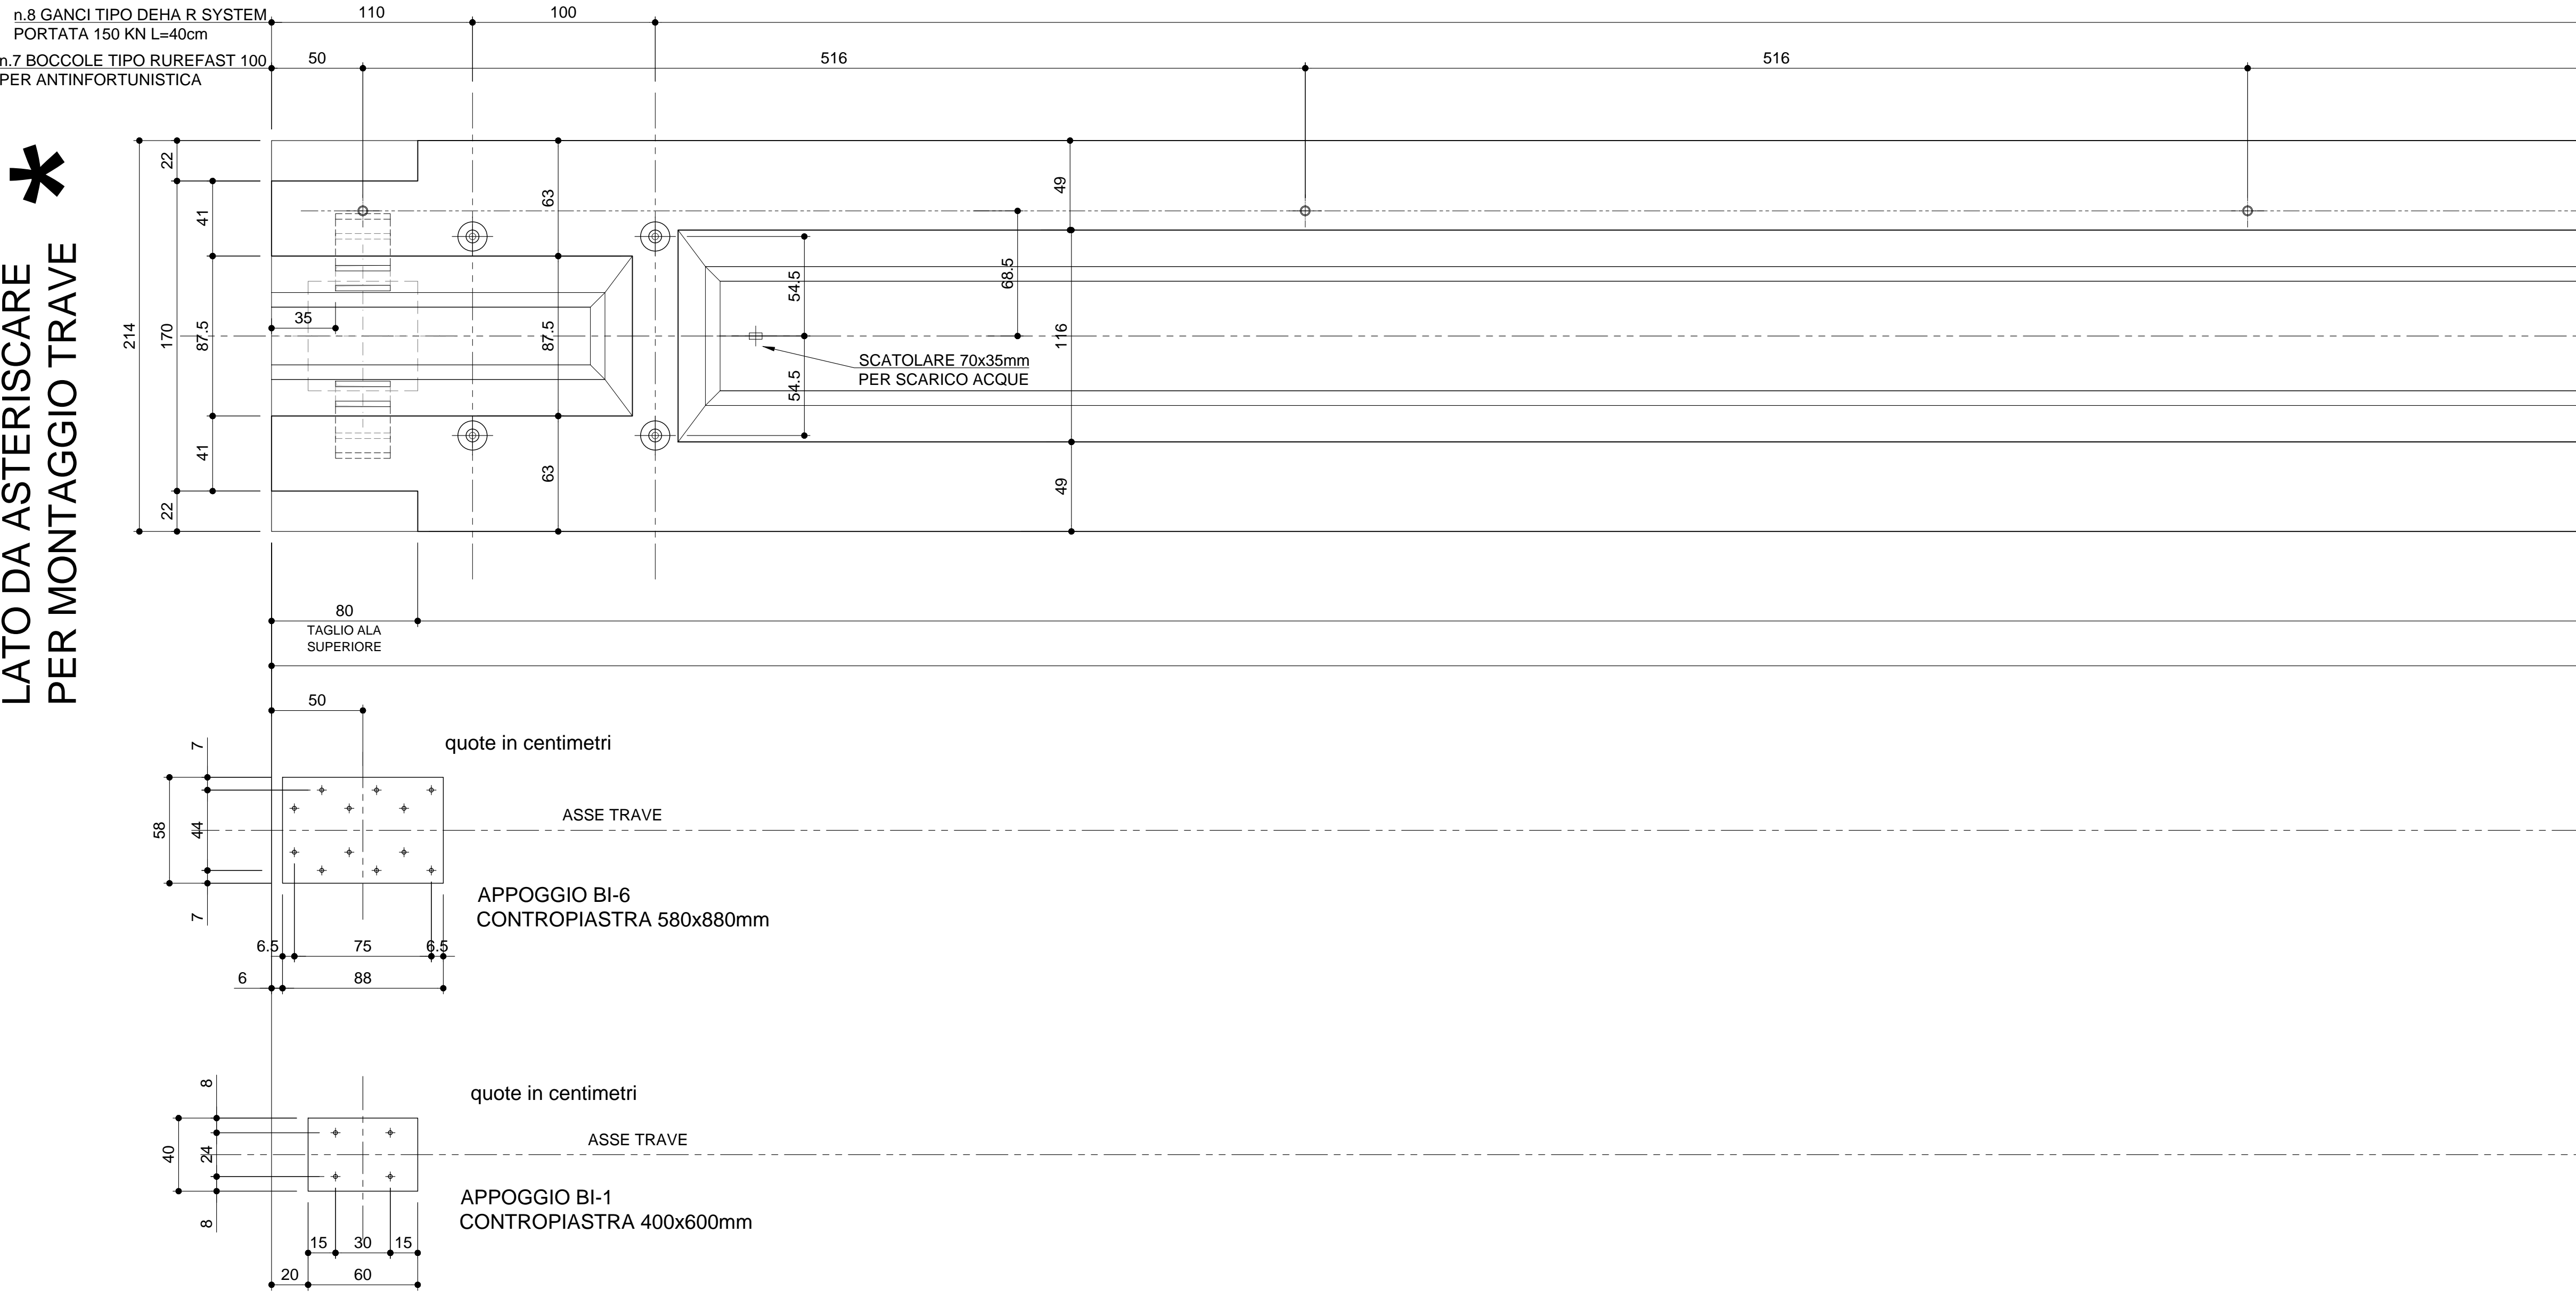 n.8 GANCI TIPO DEHA R SYSTEM
PORTATA 150 KN L=40cm
110
100
n.7 BOCCOLE TIPO RUREFAST 100
PER ANTINFORTUNISTICA
50
516
516
LATO DA ASTERISCARE *
PER MONTAGGIO TRAVE
214
22
170
22
41
87.5
41
35
63
87.5
63
54.5
54.5
68.5
49
116
49
SCATOLARE 70x35mm
PER SCARICO ACQUE
80
TAGLIO ALA
SUPERIORE
50
quote in centimetri
7
58
44
7
ASSE TRAVE
APPOGGIO BI-6
CONTROPIASTRA 580x880mm
6.5
75
6.5
6
88
quote in centimetri
8
40
24
8
ASSE TRAVE
APPOGGIO BI-1
CONTROPIASTRA 400x600mm
15
30
15
20
60